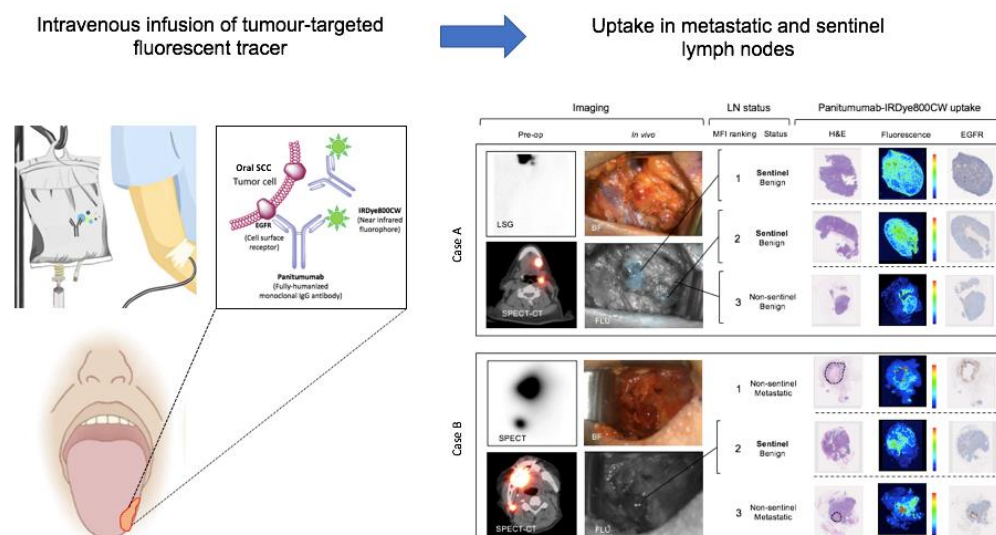 Intravenous infusion of tumour-targeted
fluorescent tracer
Uptake in metastatic and sentinel
lymph nodes
Oral SCC
Tumor cell
EGFR
(Cell surface
receptor)
IRDye800CW
(Near infrared
fluorophore)
Panitumumab
(Fully-humanized
monoclonal IgG antibody)
Imaging
LN status
Panitumumab-IRDye800CW uptake
Pre-op
In vivo
MFI ranking
Status
H&E
Fluorescence
EGFR
Case A
LSG
BF
SPECT-CT
FLU
1
Sentinel
Benign
2
Sentinel
Benign
3
Non-sentinel
Benign
Case B
SPECT
BF
SPECT-CT
FLU
1
Non-sentinel
Metastatic
2
Sentinel
Benign
3
Non-sentinel
Metastatic